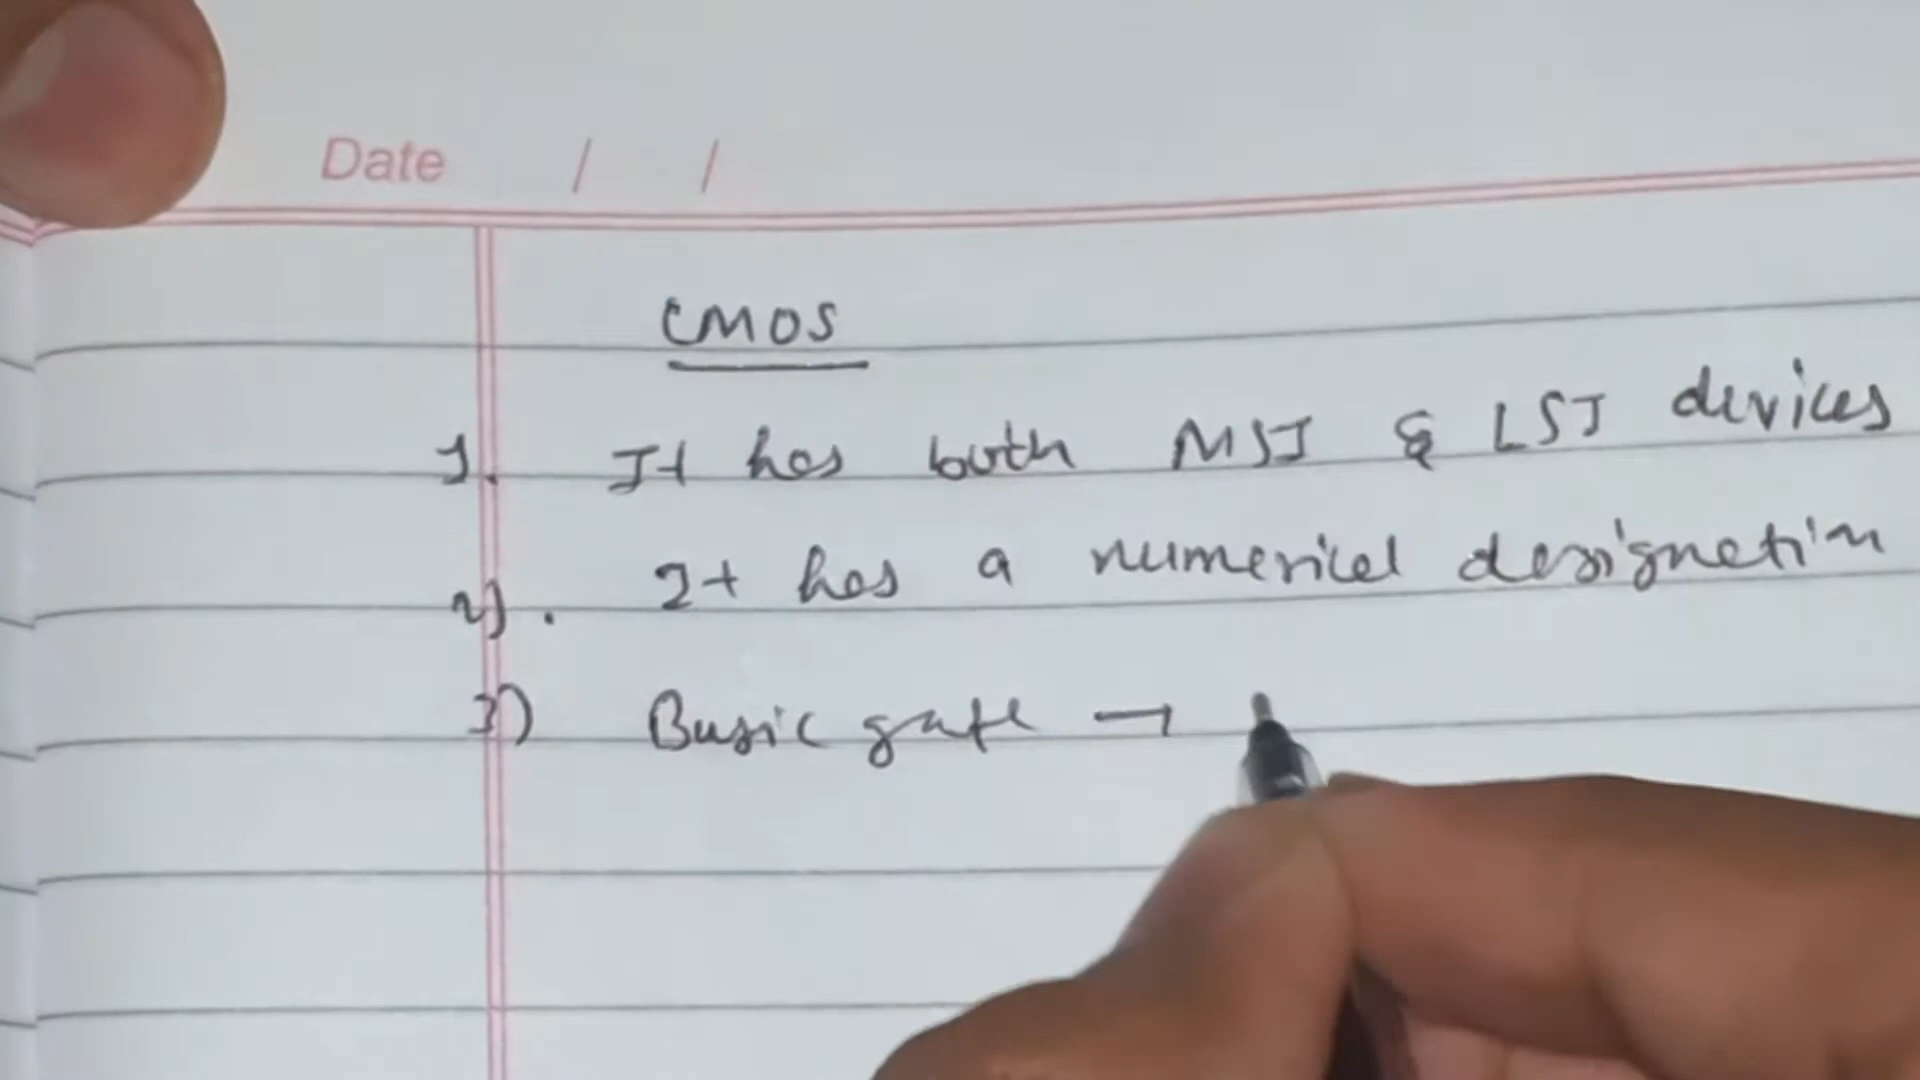 Date / /
CMOS
1. It has both MSI & LSI devices
2). It has a numerical designation
3) Basic gate →